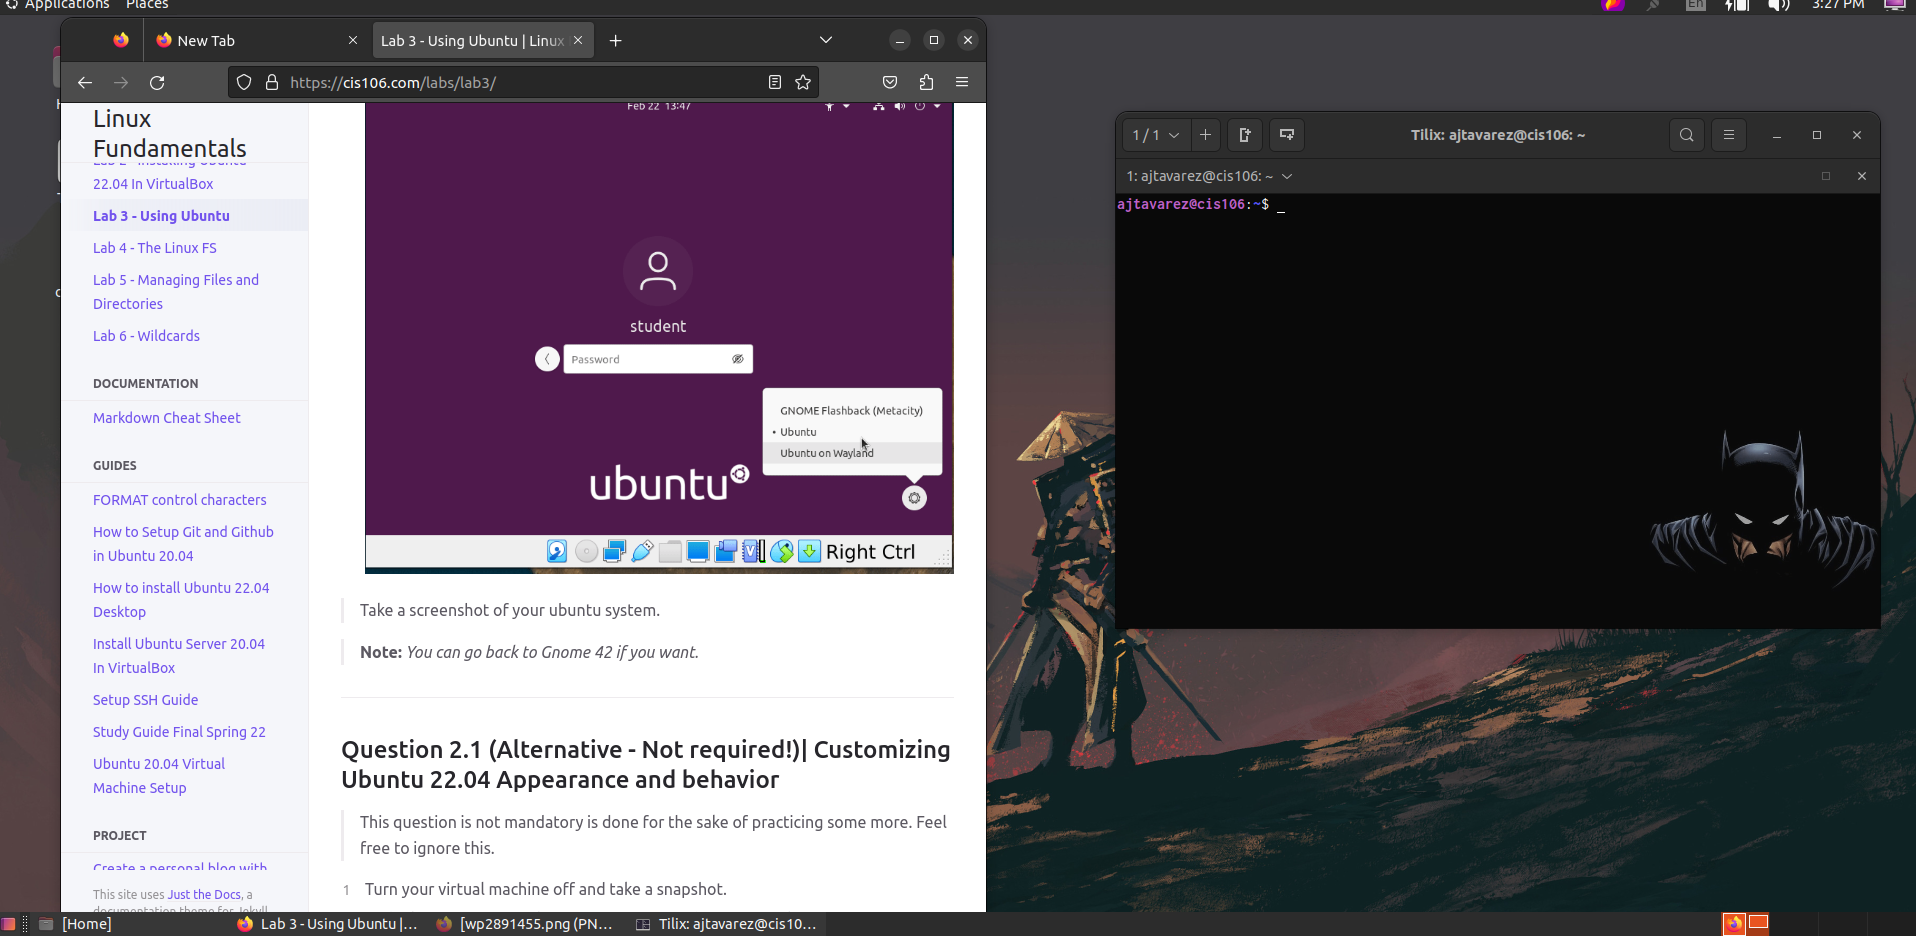 Applications Places
En
3:27 PM
New Tab
Lab 3 - Using Ubuntu | Linux
https://cis106.com/labs/lab3/
Linux
Fundamentals
Lab 2 - Installing Ubuntu
22.04 In VirtualBox
Lab 3 - Using Ubuntu
Lab 4 - The Linux FS
Lab 5 - Managing Files and
Directories
Lab 6 - Wildcards
DOCUMENTATION
Markdown Cheat Sheet
GUIDES
FORMAT control characters
How to Setup Git and Github
in Ubuntu 20.04
How to install Ubuntu 22.04
Desktop
Install Ubuntu Server 20.04
In VirtualBox
Setup SSH Guide
Study Guide Final Spring 22
Ubuntu 20.04 Virtual
Machine Setup
PROJECT
Create a personal blog with
This site uses Just the Docs, a
documentation theme for Jekyll.
Feb 22 13:47
student
Password
GNOME Flashback (Metacity)
• Ubuntu
Ubuntu on Wayland
ubuntu
Right Ctrl
Take a screenshot of your ubuntu system.
Note: You can go back to Gnome 42 if you want.
Question 2.1 (Alternative - Not required!)| Customizing
Ubuntu 22.04 Appearance and behavior
This question is not mandatory is done for the sake of practicing some more. Feel
free to ignore this.
1 Turn your virtual machine off and take a snapshot.
1 / 1
Tilix: ajtavarez@cis106: ~
1: ajtavarez@cis106: ~
ajtavarez@cis106:~$ _
[Home]
Lab 3 - Using Ubuntu |...
[wp2891455.png (PN...
Tilix: ajtavarez@cis10...